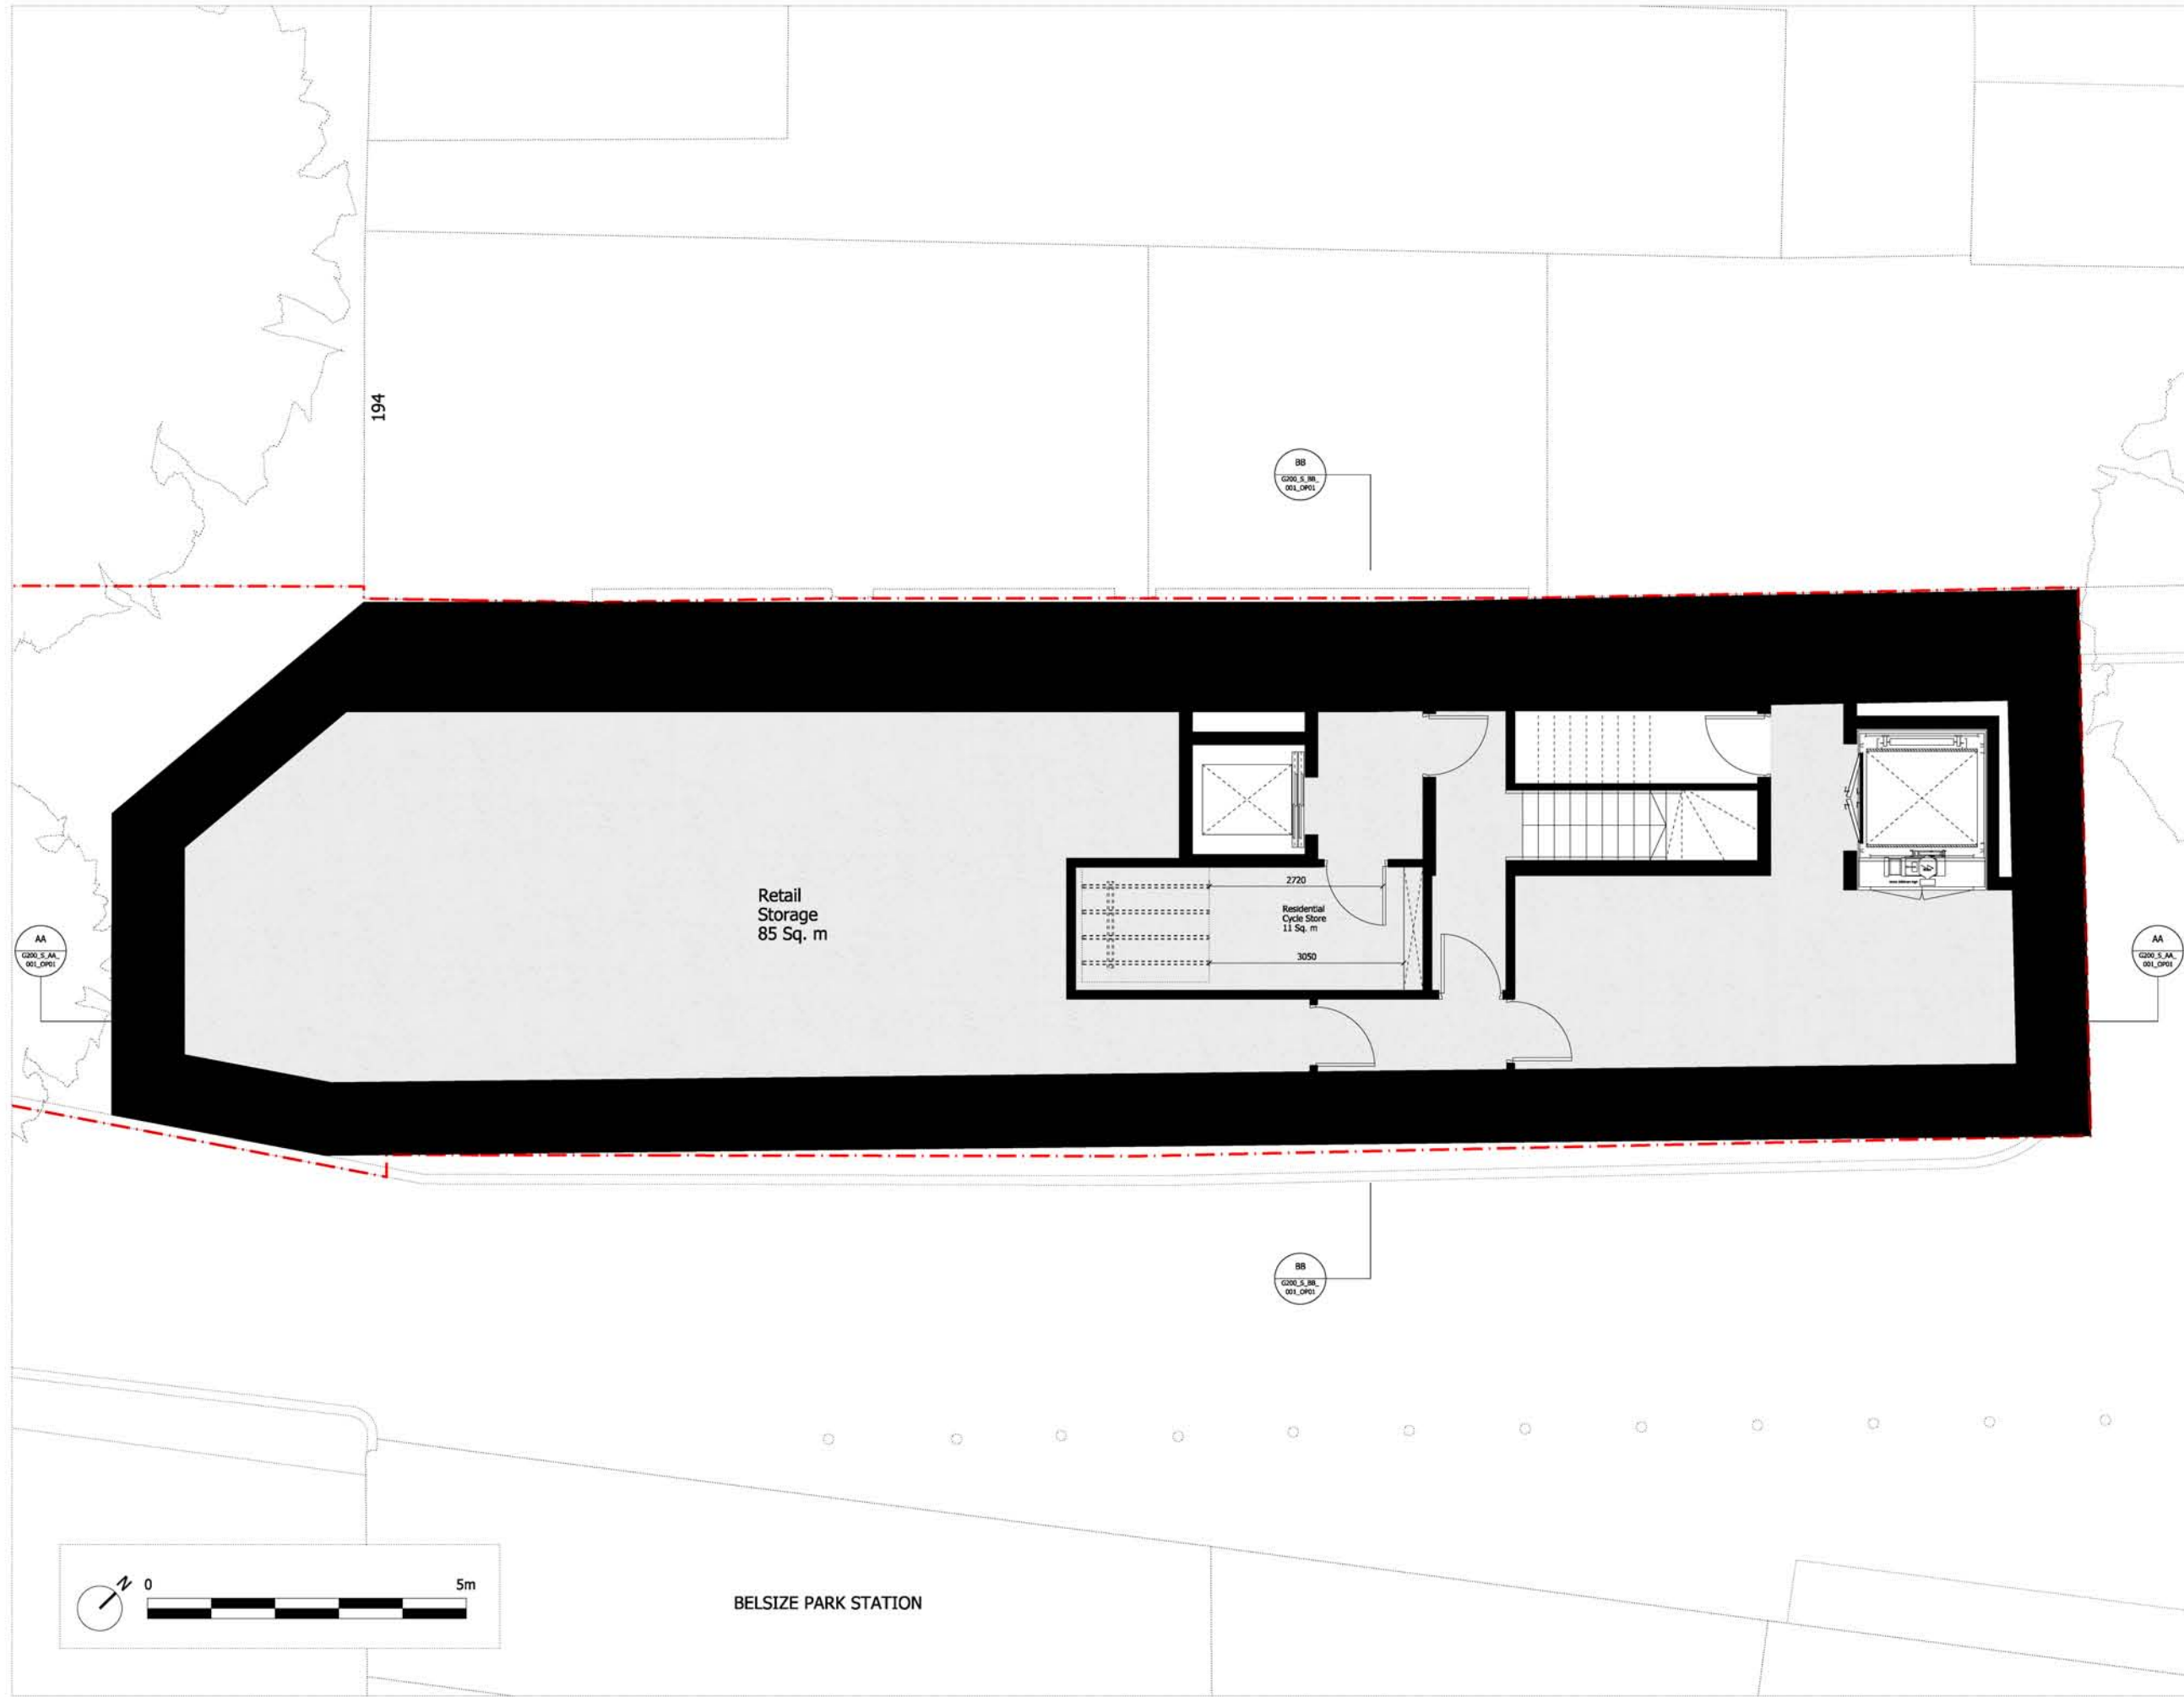 194
BB
G200_S_BB_
001_OP01
2720
Retail
Storage
85 Sq. m
Residential
Cycle Store
11 Sq. m
3050
AA
G200_S_AA_
001_OP01
AA
G200_S_AA_
001_OP01
BB
G200_S_BB_
001_OP01
N
0
5m
BELSIZE PARK STATION